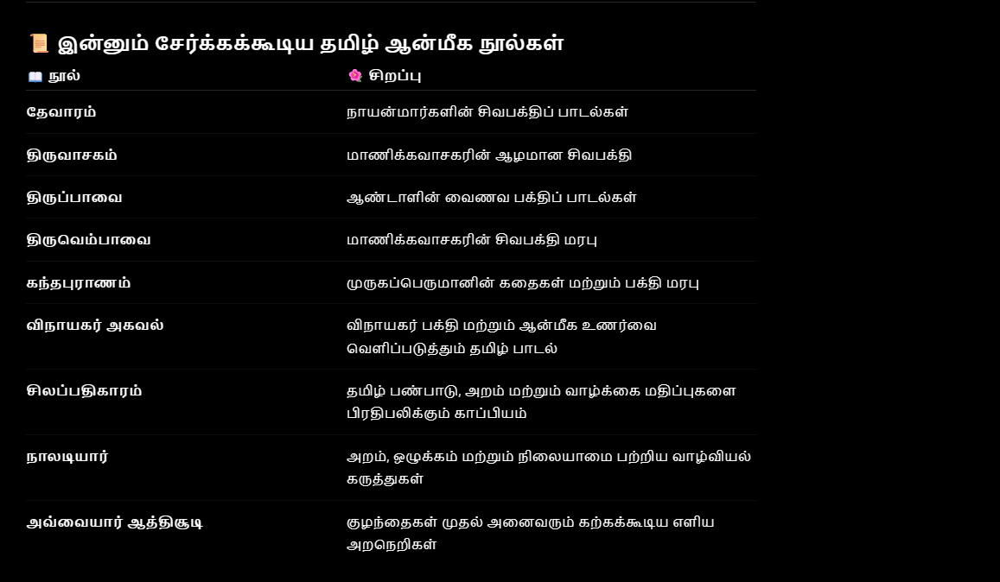 📜 இன்னும் சேர்க்கக்கூடிய தமிழ் ஆன்மீக நூல்கள்
📖 நூல் 🌺 சிறப்பு
தேவாரம் நாயன்மார்களின் சிவபக்திப் பாடல்கள்
திருவாசகம் மாணிக்கவாசகரின் ஆழமான சிவபக்தி
திருப்பாவை ஆண்டாளின் வைணவ பக்திப் பாடல்கள்
திருவெம்பாவை மாணிக்கவாசகரின் சிவபக்தி மரபு
கந்தபுராணம் முருகப்பெருமானின் கதைகள் மற்றும் பக்தி மரபு
விநாயகர் அகவல் விநாயகர் பக்தி மற்றும் ஆன்மீக உணர்வை
வெளிப்படுத்தும் தமிழ் பாடல்
சிலப்பதிகாரம் தமிழ் பண்பாடு, அறம் மற்றும் வாழ்க்கை மதிப்புகளை
பிரதிபலிக்கும் காப்பியம்
நாலடியார் அறம், ஒழுக்கம் மற்றும் நிலையாமை பற்றிய வாழ்வியல்
கருத்துகள்
அவ்வையார் ஆத்திசூடி குழந்தைகள் முதல் அனைவரும் கற்கக்கூடிய எளிய
அறநெறிகள்